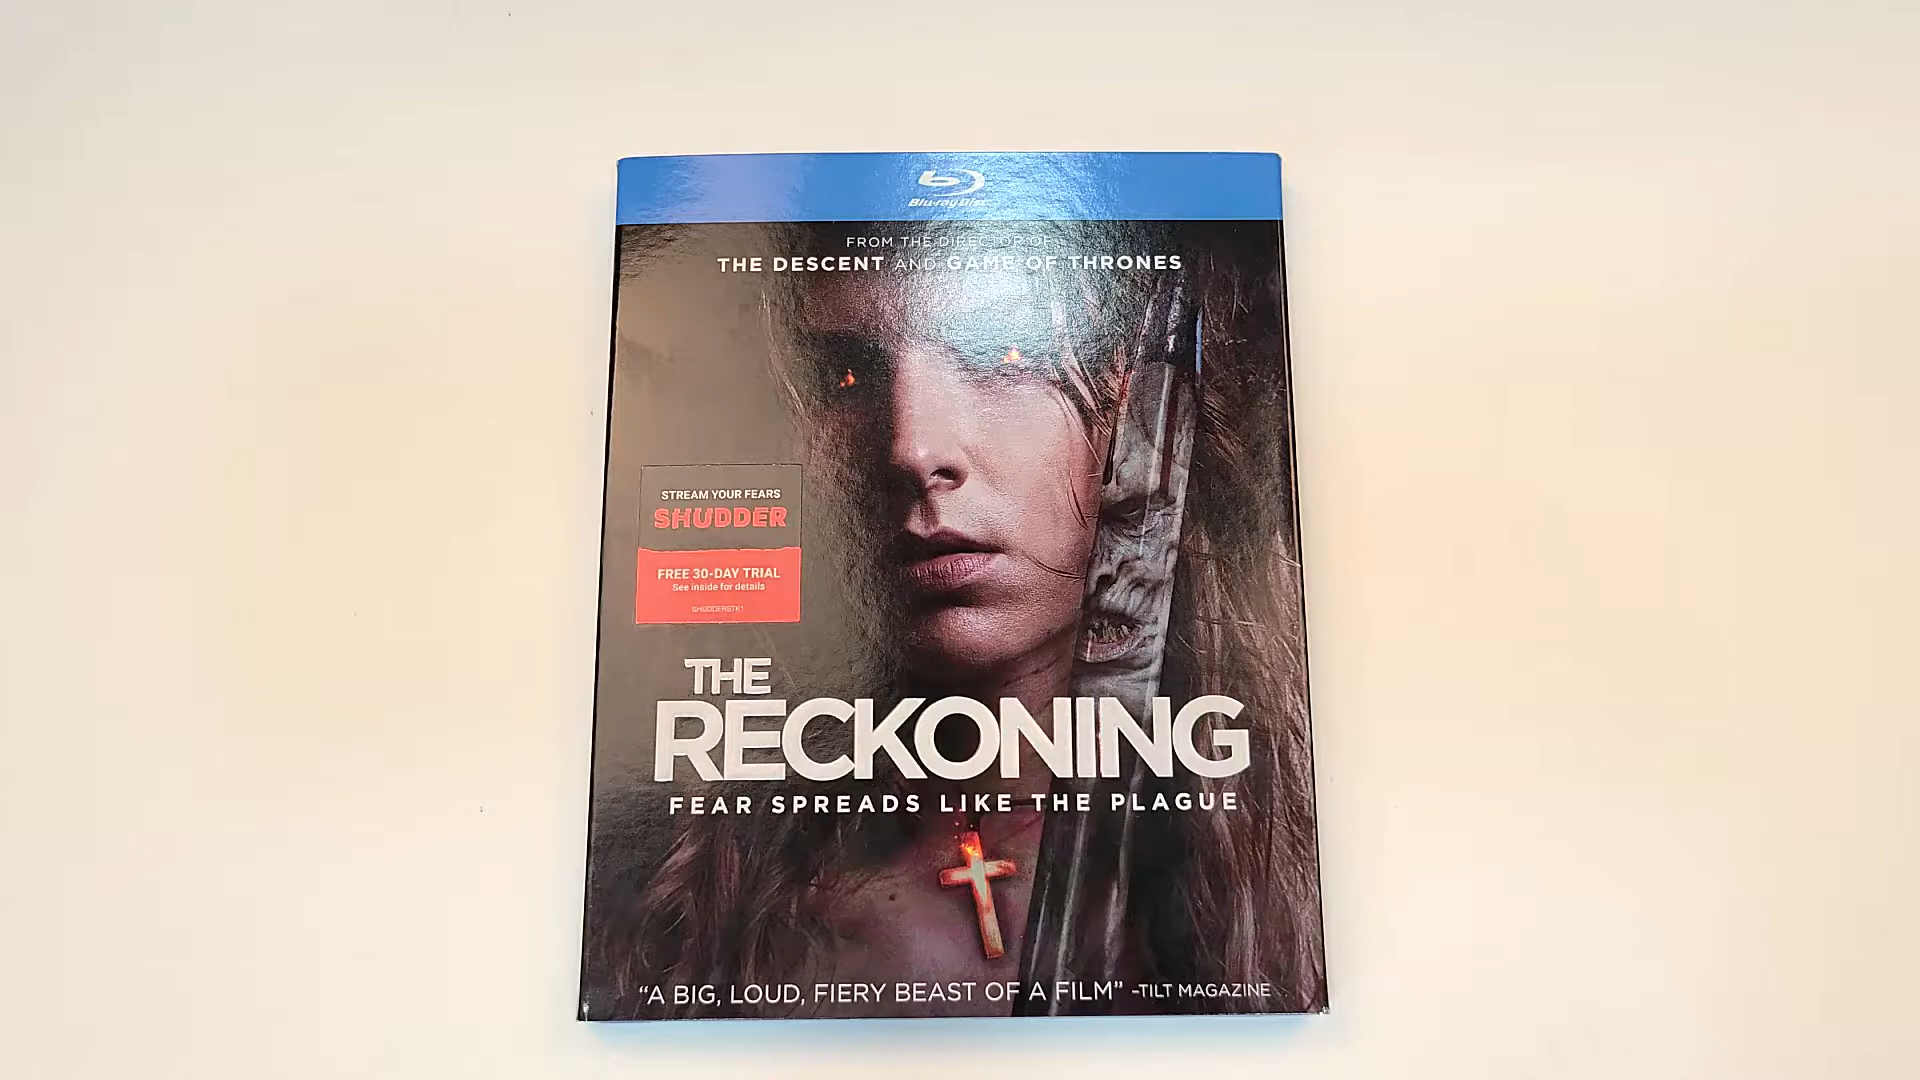 Blu-ray Disc
FROM THE DIRECTOR OF
THE DESCENT AND GAME OF THRONES
STREAM YOUR FEARS
SHUDDER
FREE 30-DAY TRIAL
See inside for details
SHUDDERSTK1
THE
RECKONING
FEAR SPREADS LIKE THE PLAGUE
“A BIG, LOUD, FIERY BEAST OF A FILM” –TILT MAGAZINE